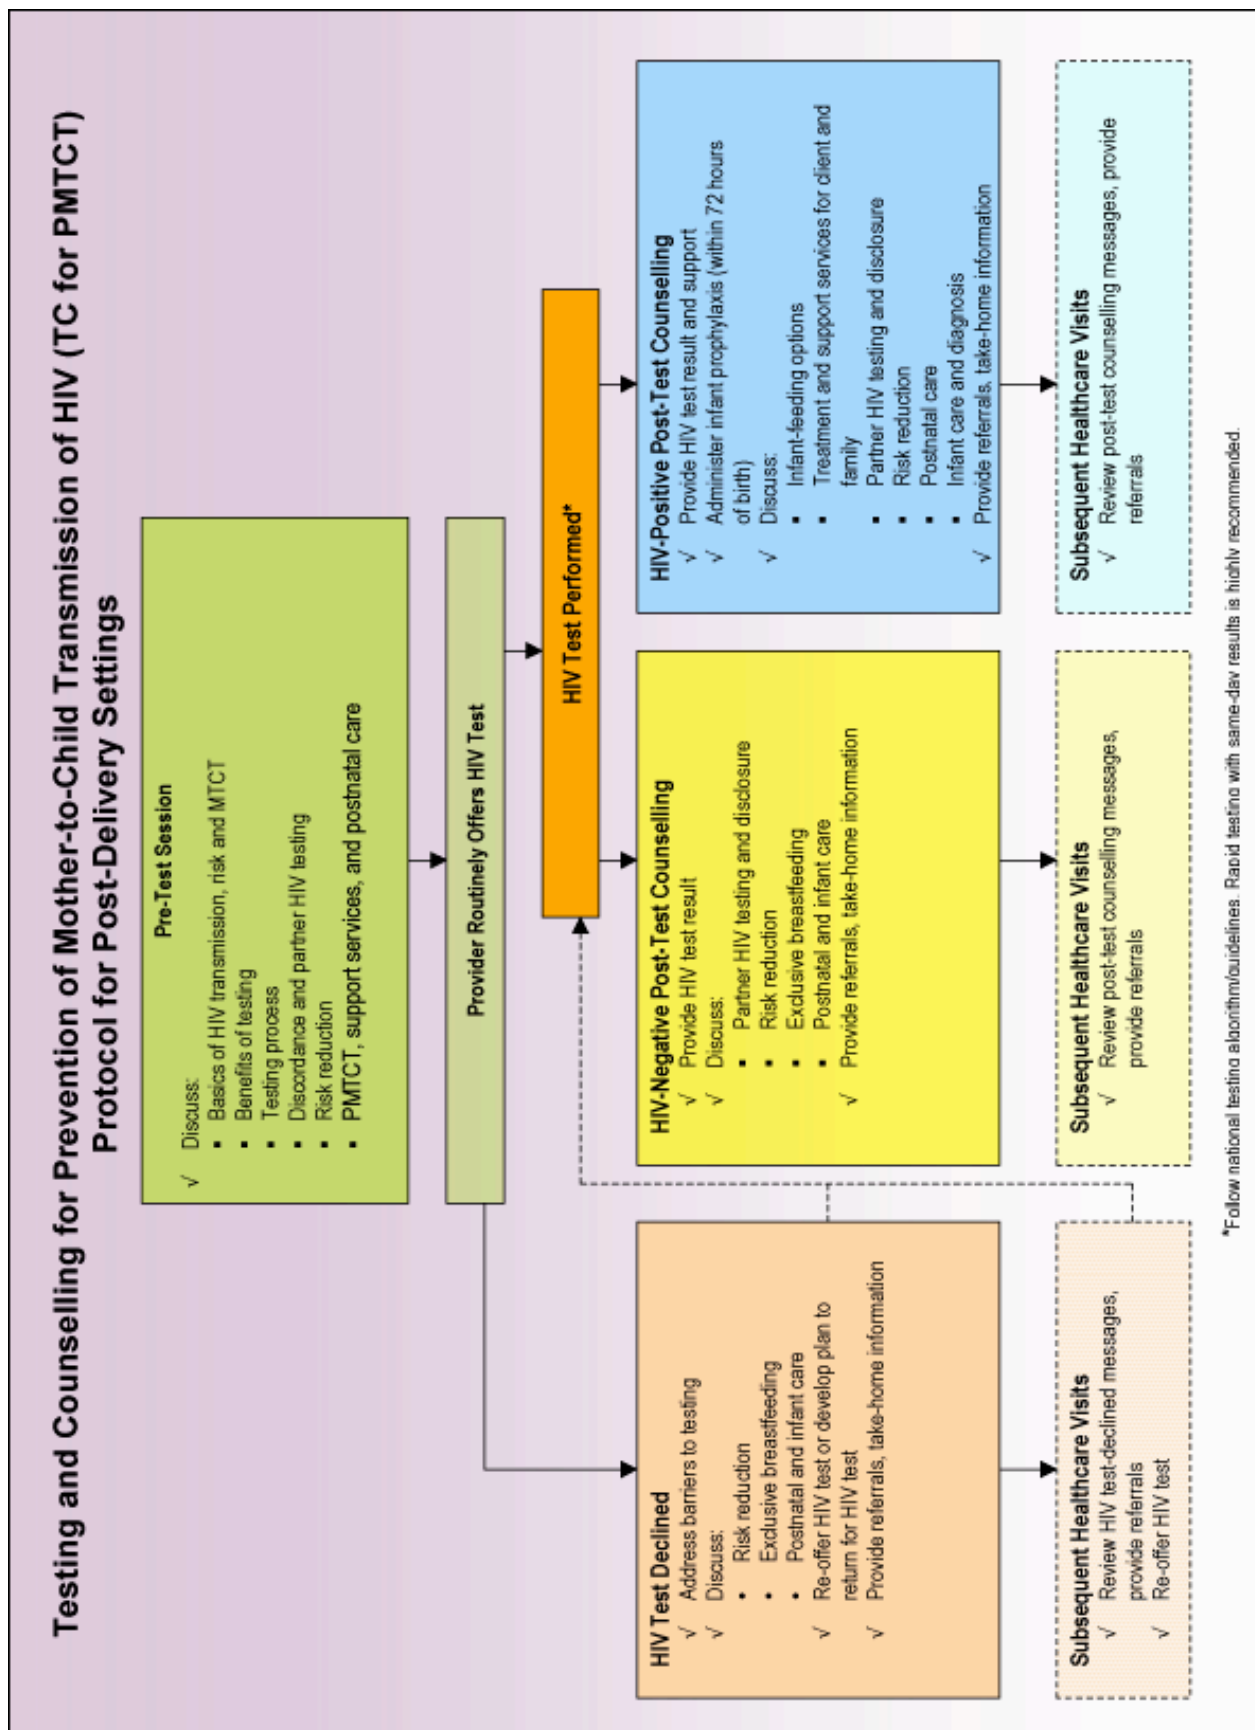 Testing and Counselling for Prevention of Mother-to-Child Transmission of HIV (TC for PMTCT)
Protocol for Post-Delivery Settings
Pre-Test Session
√ Discuss:
▪ Basics of HIV transmission, risk and MTCT
▪ Benefits of testing
▪ Testing process
▪ Discordance and partner HIV testing
▪ Risk reduction
▪ PMTCT, support services, and postnatal care
Provider Routinely Offers HIV Test
HIV Test Performed*
HIV Test Declined
√ Address barriers to testing
√ Discuss:
• Risk reduction
• Exclusive breastfeeding
• Postnatal and infant care
√ Re-offer HIV test or develop plan to
return for HIV test
√ Provide referrals, take-home information
HIV-Negative Post-Test Counselling
√ Provide HIV test result
√ Discuss:
▪ Partner HIV testing and disclosure
▪ Risk reduction
▪ Exclusive breastfeeding
▪ Postnatal and infant care
√ Provide referrals, take-home information
HIV-Positive Post-Test Counselling
√ Provide HIV test result and support
√ Administer infant prophylaxis (within 72 hours
of birth)
√ Discuss:
▪ Infant-feeding options
▪ Treatment and support services for client and
family
▪ Partner HIV testing and disclosure
▪ Risk reduction
▪ Postnatal care
▪ Infant care and diagnosis
√ Provide referrals, take-home information
Subsequent Healthcare Visits
√ Review HIV test-declined messages,
provide referrals
√ Re-offer HIV test
Subsequent Healthcare Visits
√ Review post-test counselling messages,
provide referrals
Subsequent Healthcare Visits
√ Review post-test counselling messages, provide
referrals
*Follow national testing algorithm/guidelines. Rapid testing with same-day results is highly recommended.